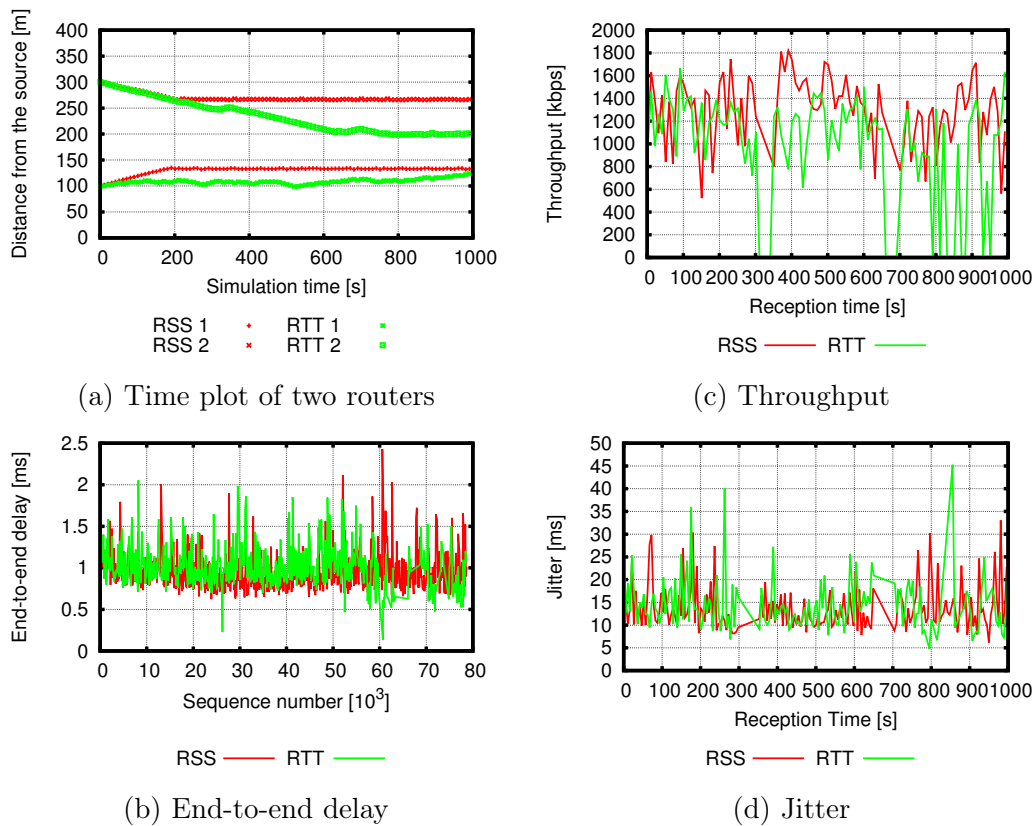 Distance from the source [m]
400
350
300
250
200
150
100
50
0
0 200 400 600 800 1000
Simulation time [s]
RSS 1 RTT 1
RSS 2 RTT 2
(a) Time plot of two routers
Throughput [kbps]
2000
1800
1600
1400
1200
1000
800
600
400
200
0
0 100 200 300 400 500 600 700 800 900 1000
Reception time [s]
RSS RTT
(c) Throughput
End-to-end delay [ms]
2.5
2
1.5
1
0.5
0
0 10 20 30 40 50 60 70 80
Sequence number [10³]
RSS RTT
(b) End-to-end delay
Jitter [ms]
50
45
40
35
30
25
20
15
10
5
0
0 100 200 300 400 500 600 700 800 900 1000
Reception Time [s]
RSS RTT
(d) Jitter